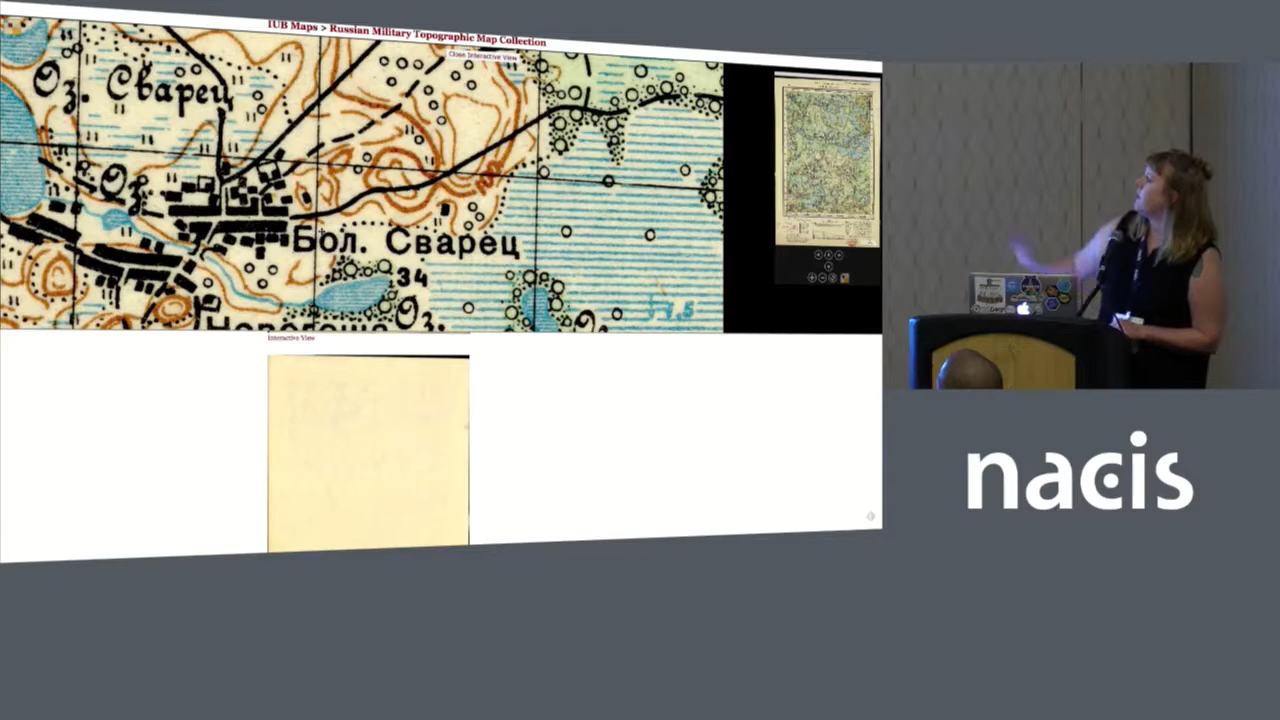 IUB Maps > Russian Military Topographic Map Collection
Close Interactive View
Оз. Сварец
Оз.
Бол. Сварец
34
Оз.
Interactive View
nacis